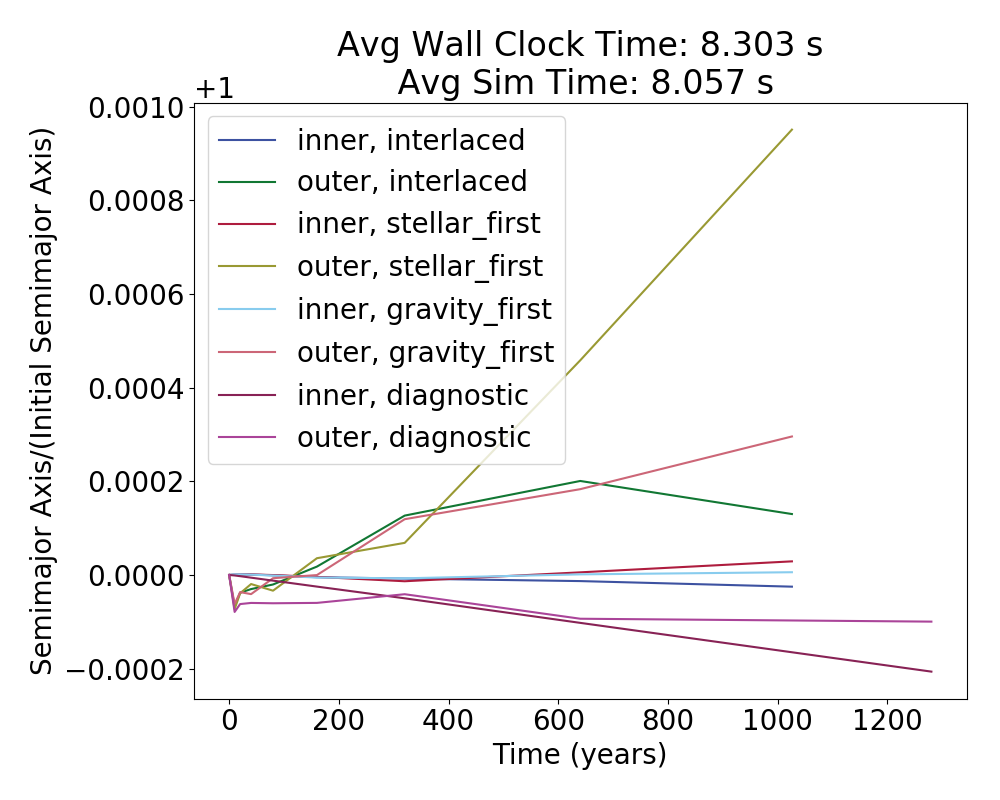 Avg Wall Clock Time: 8.303 s
Avg Sim Time: 8.057 s
+1
0.0010
0.0008
0.0006
0.0004
0.0002
0.0000
−0.0002
Semimajor Axis/(Initial Semimajor Axis)
inner, interlaced
outer, interlaced
inner, stellar_first
outer, stellar_first
inner, gravity_first
outer, gravity_first
inner, diagnostic
outer, diagnostic
0 200 400 600 800 1000 1200
Time (years)